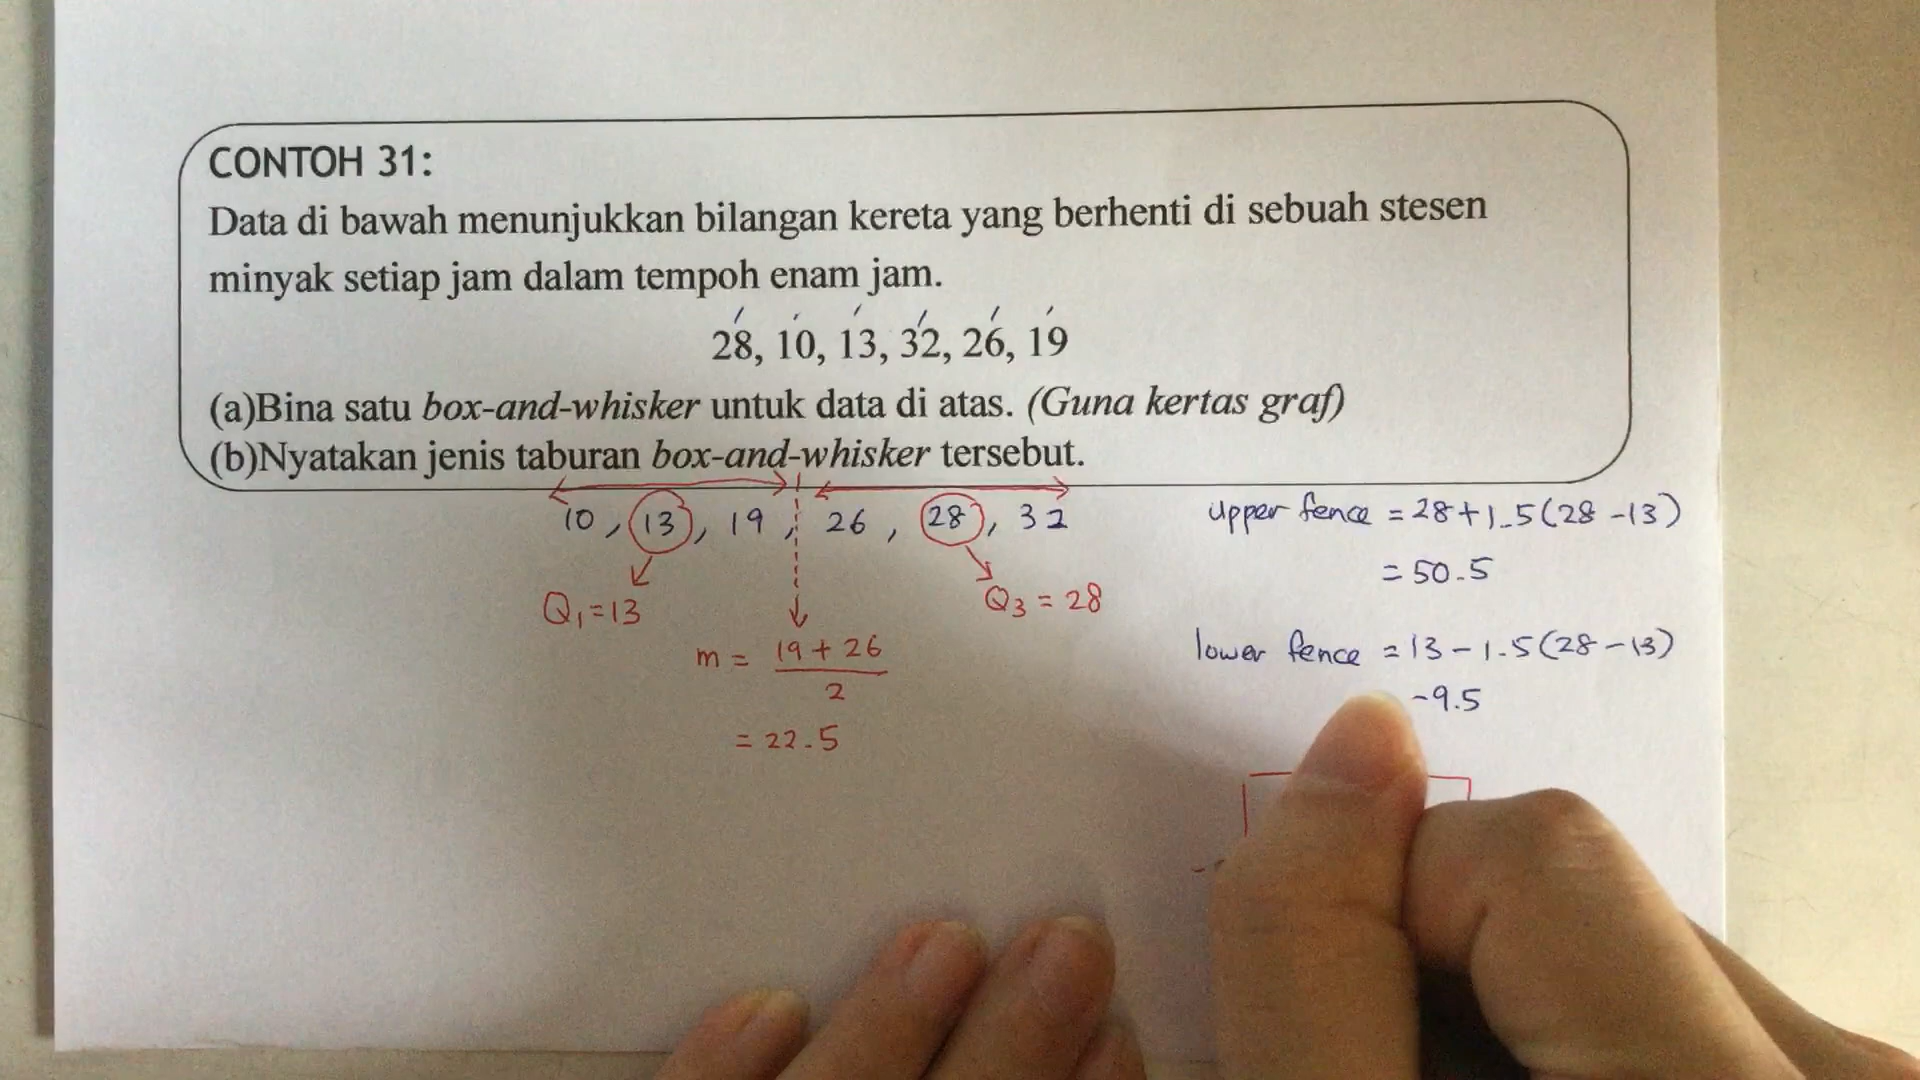 CONTOH 31:
Data di bawah menunjukkan bilangan kereta yang berhenti di sebuah stesen
minyak setiap jam dalam tempoh enam jam.
28, 10, 13, 32, 26, 19
(a)Bina satu box-and-whisker untuk data di atas. (Guna kertas graf)
(b)Nyatakan jenis taburan box-and-whisker tersebut.
10, 13, 19, 26, 28, 32
Q₁=13
Q₃ = 28
m = 19 + 26 / 2
= 22.5
upper fence = 28+1.5(28-13)
= 50.5
lower fence = 13-1.5(28-13)
-9.5